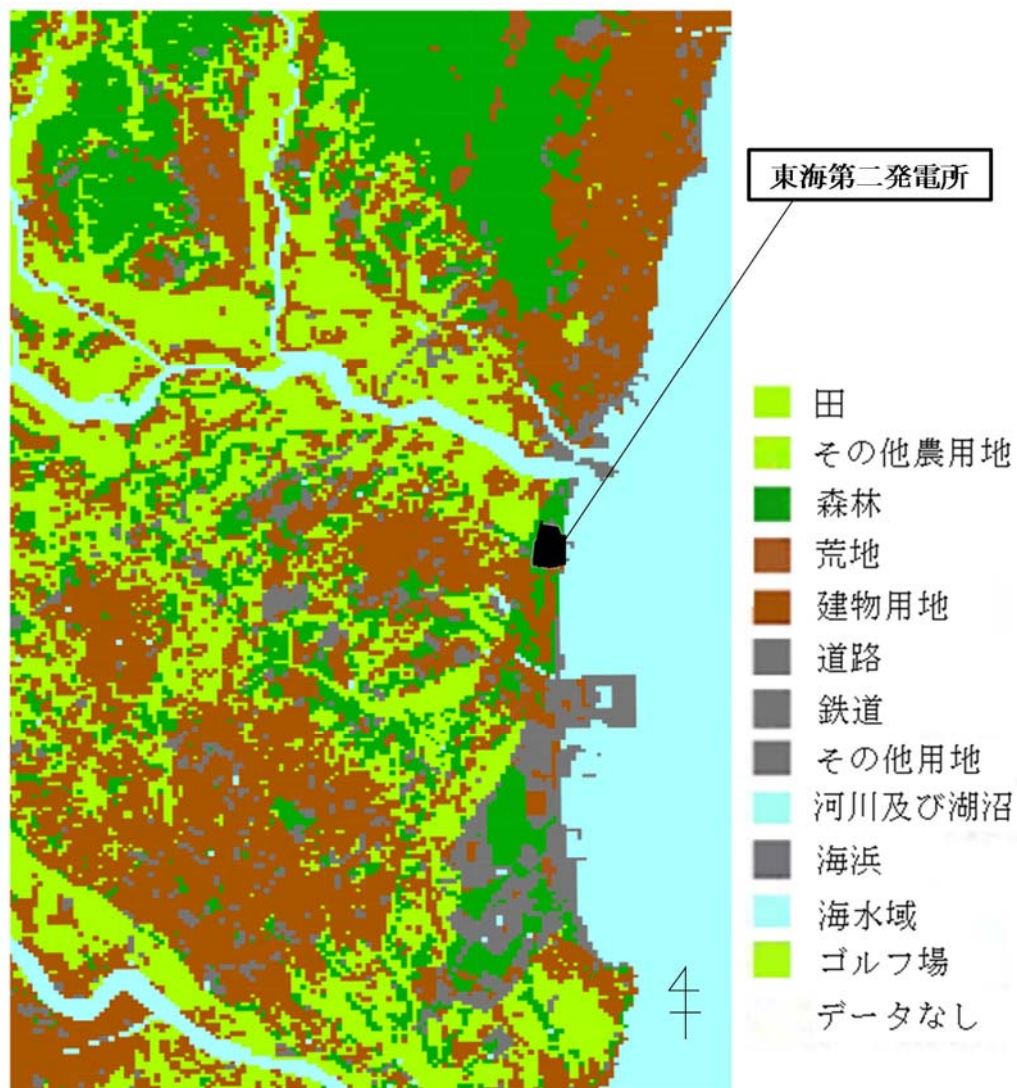 東海第二発電所
田
その他農用地
森林
荒地
建物用地
道路
鉄道
その他用地
河川及び湖沼
海浜
海水域
ゴルフ場
データなし